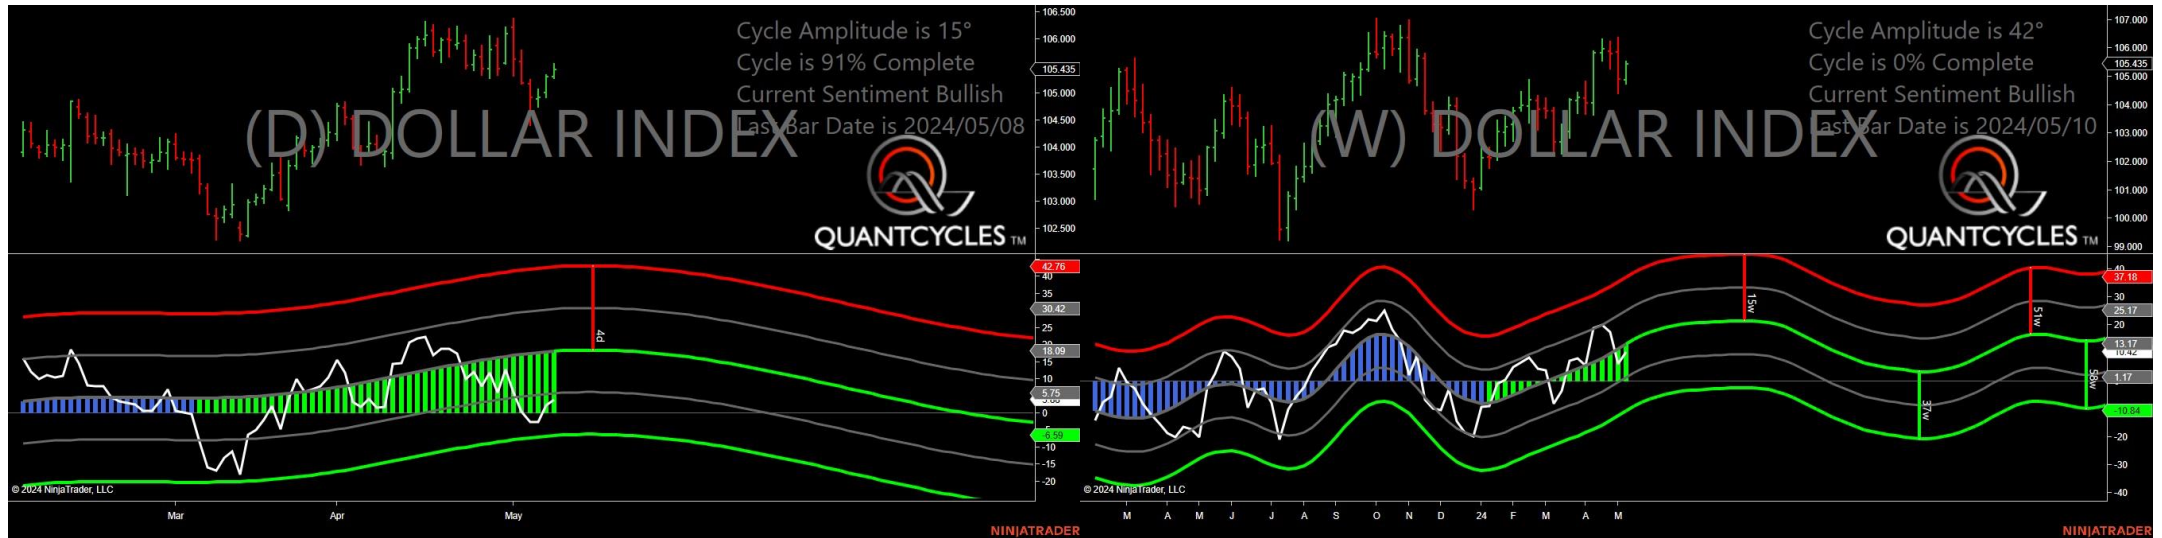 Cycle Amplitude is 15°
Cycle is 91% Complete
Current Sentiment Bullish
Last Bar Date is 2024/05/08
(D) DOLLAR INDEX
QUANTCYCLES TM
106.500
106.000
105.435
105.000
104.500
104.000
103.500
103.000
102.500
42.76
40
35
30.42
25
18.09
15
10
5.75
0
-6.59
-10
-15
-20
4d
© 2024 NinjaTrader, LLC
Mar
Apr
May
NINJATRADER
Cycle Amplitude is 42°
Cycle is 0% Complete
Current Sentiment Bullish
Last Bar Date is 2024/05/10
(W) DOLLAR INDEX
QUANTCYCLES TM
107.000
106.000
105.435
105.000
104.000
103.000
102.000
101.000
100.000
99.000
40
37.18
30
25.17
20
13.17
10.42
1.17
-10.84
-20
-30
-40
15w
37w
51w
58w
© 2024 NinjaTrader, LLC
M A M J J A S O N D 24 F M A M
NINJATRADER